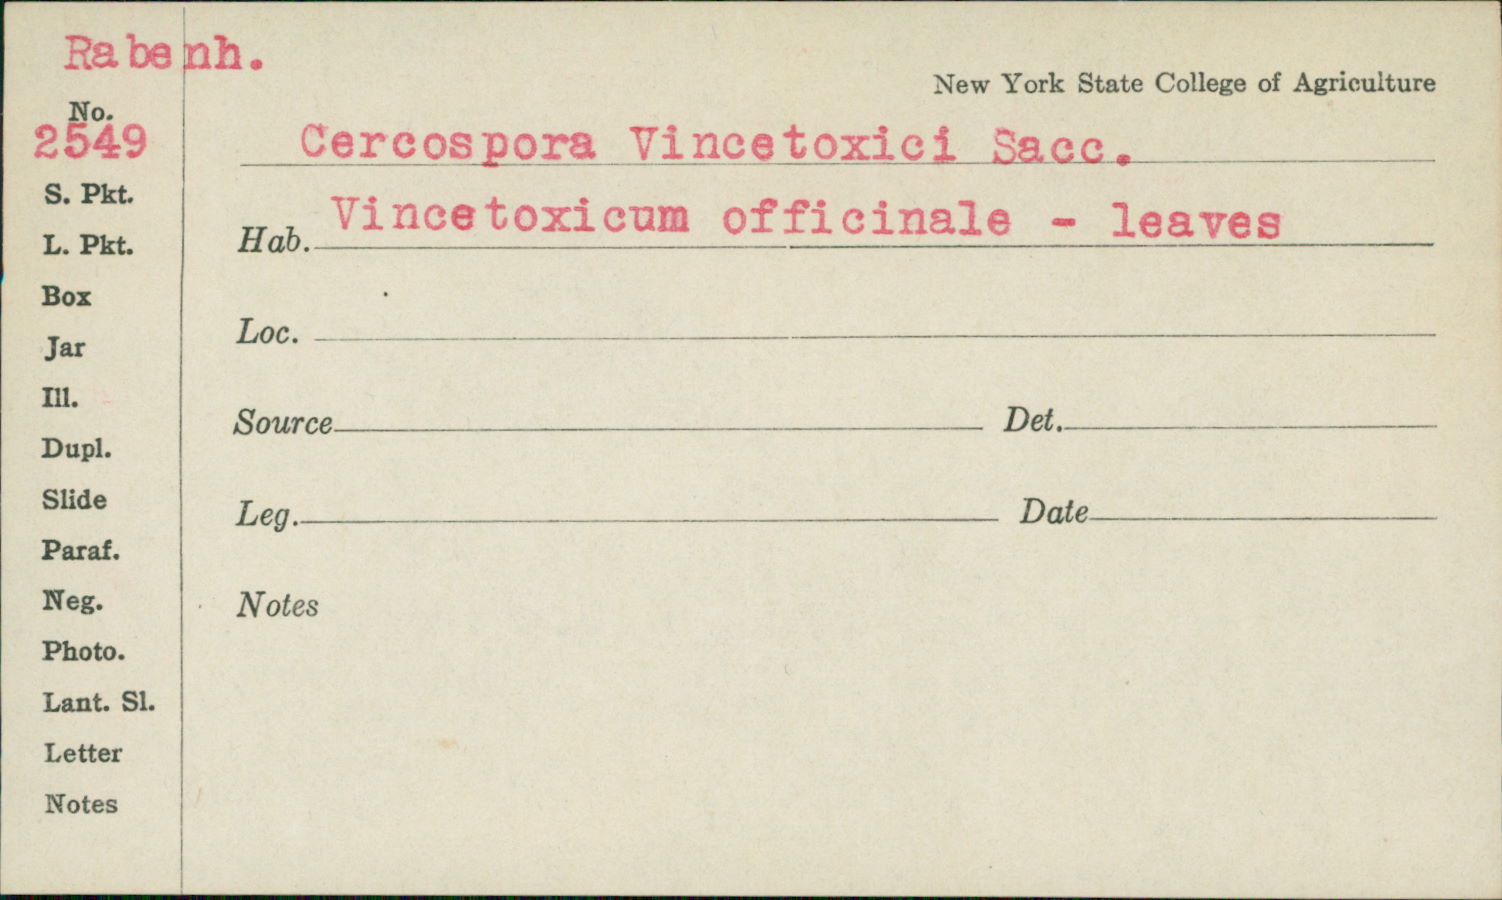 Rabenh.
New York State College of Agriculture
No.
2549
Cercospora Vincetoxici Sacc.
S. Pkt.
Hab. Vincetoxicum officinale - leaves
L. Pkt.
Box
Loc.
Jar
Ill.
Source Det.
Dupl.
Slide
Leg. Date
Paraf.
Neg.
Notes
Photo.
Lant. Sl.
Letter
Notes